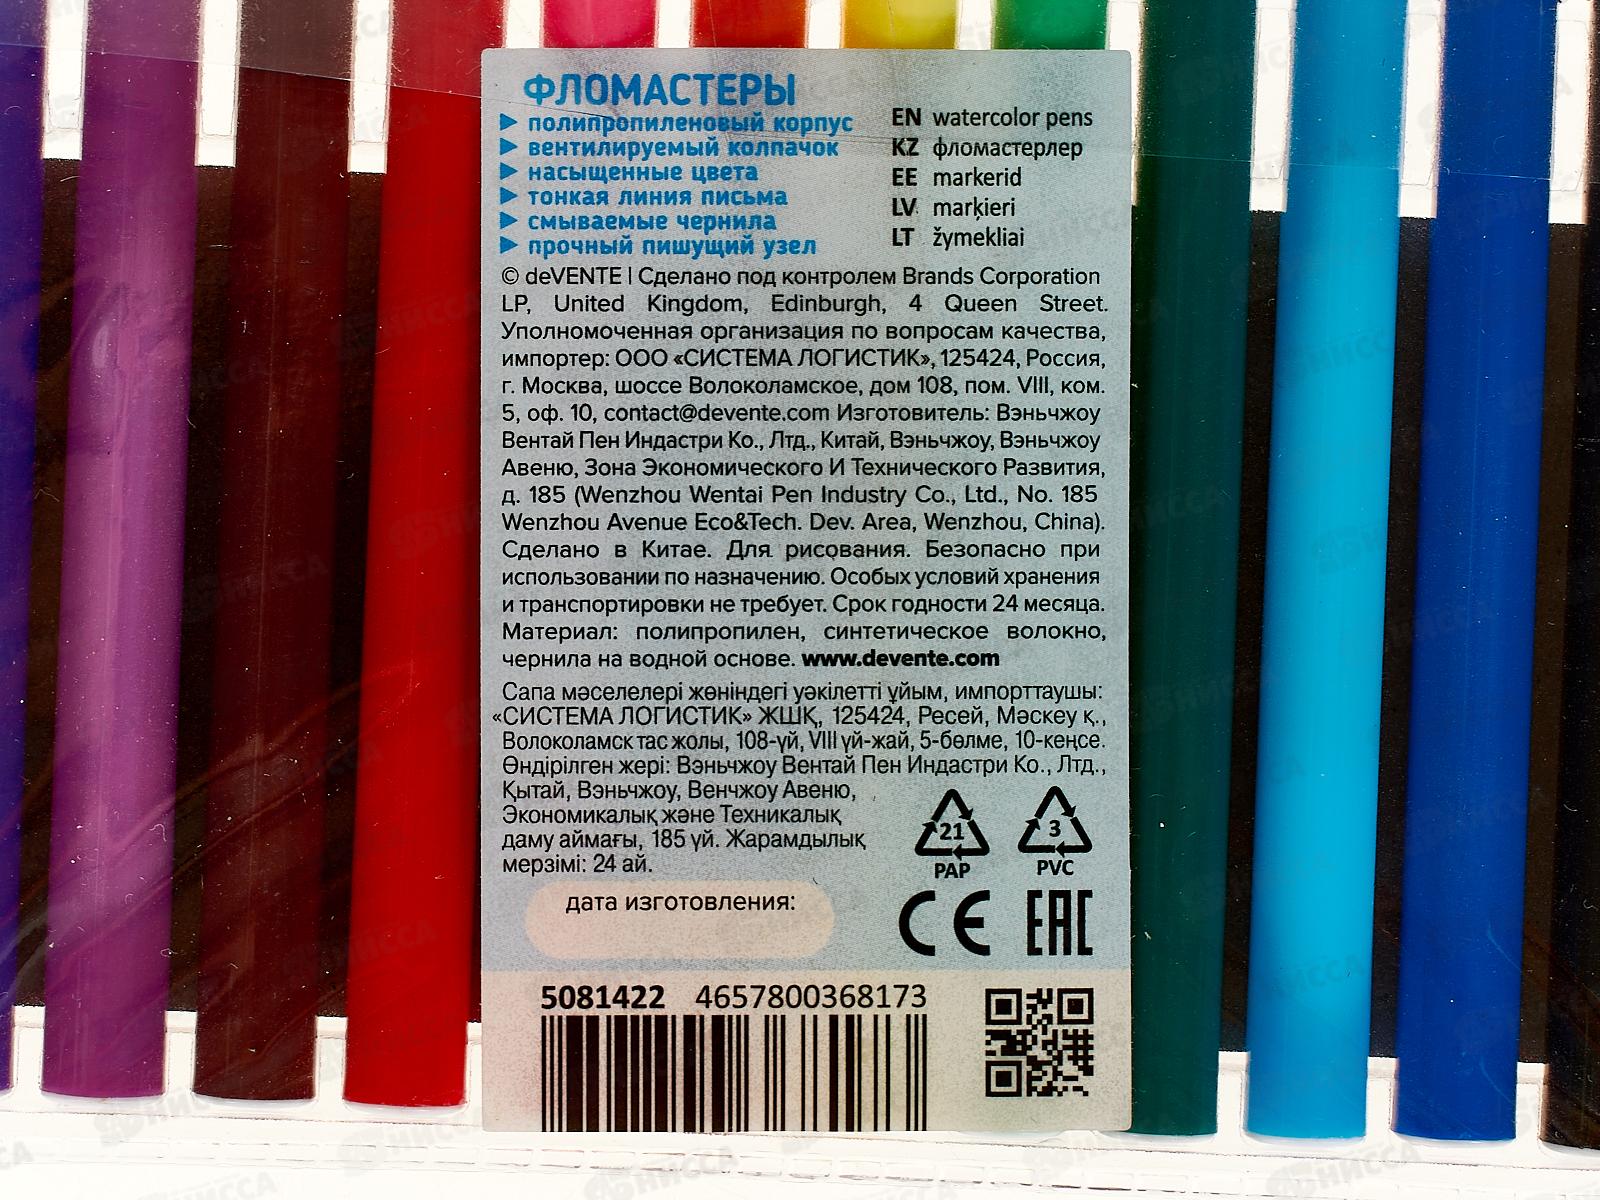 ФЛОМАСТЕРЫ
▶ полипропиленовый корпус
▶ вентилируемый колпачок
▶ насыщенные цвета
▶ тонкая линия письма
▶ смываемые чернила
▶ прочный пишущий узел
EN watercolor pens
KZ фломастерлер
EE markerid
LV marķieri
LT žymekliai
© deVENTE | Сделано под контролем Brands Corporation
LP, United Kingdom, Edinburgh, 4 Queen Street.
Уполномоченная организация по вопросам качества,
импортер: ООО «СИСТЕМА ЛОГИСТИК», 125424, Россия,
г. Москва, шоссе Волоколамское, дом 108, пом. VIII, ком.
5, оф. 10, contact@devente.com Изготовитель: Вэньчжоу
Вентай Пен Индастри Ко., Лтд., Китай, Вэньчжоу, Вэньчжоу
Авеню, Зона Экономического И Технического Развития,
д. 185 (Wenzhou Wentai Pen Industry Co., Ltd., No. 185
Wenzhou Avenue Eco&Tech. Dev. Area, Wenzhou, China).
Сделано в Китае. Для рисования. Безопасно при
использовании по назначению. Особых условий хранения
и транспортировки не требует. Срок годности 24 месяца.
Материал: полипропилен, синтетическое волокно,
чернила на водной основе. www.devente.com
Сапа мәселелері жөніндегі уәкілетті ұйым, импорттаушы:
«СИСТЕМА ЛОГИСТИК» ЖШҚ, 125424, Ресей, Мәскеу қ.,
Волоколамск тас жолы, 108-үй, VIII үй-жай, 5-бөлме, 10-кеңсе.
Өндірілген жері: Вэньчжоу Вентай Пен Индастри Ко., Лтд.,
Қытай, Вэньчжоу, Венчжоу Авеню,
Экономикалық және Техникалық
даму аймағы, 185 үй. Жарамдылық
мерзімі: 24 ай.
21
PAP
3
PVC
CE EAC
дата изготовления:
5081422 4657800368173